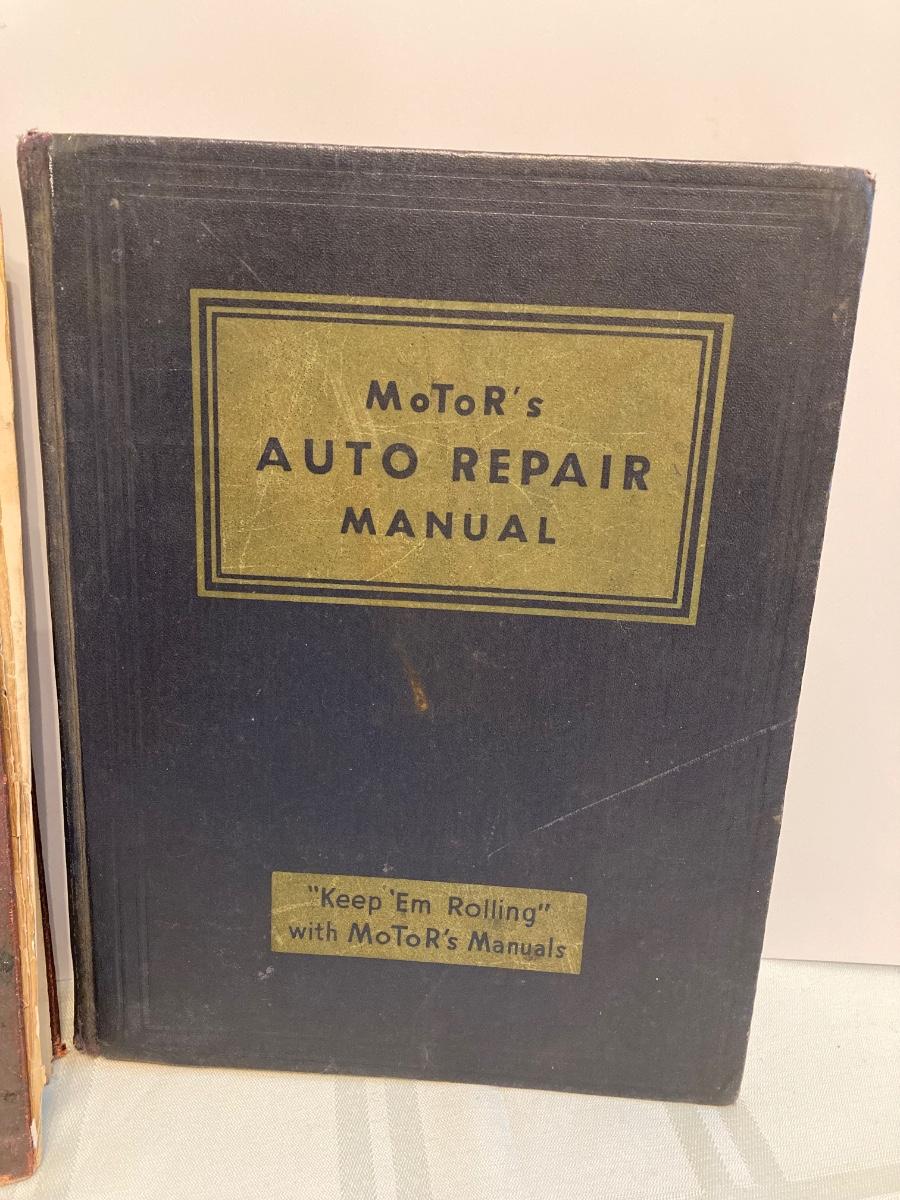 MoToR's
AUTO REPAIR
MANUAL
"Keep 'Em Rolling"
with MoToR's Manuals